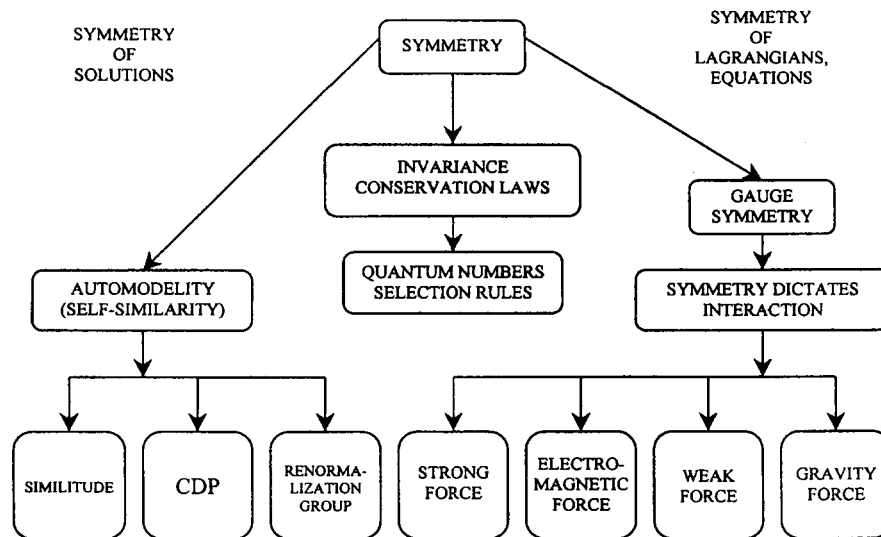 SYMMETRY
OF
SOLUTIONS
SYMMETRY
SYMMETRY
OF
LAGRANGIANS,
EQUATIONS
INVARIANCE
CONSERVATION LAWS
GAUGE
SYMMETRY
AUTOMODELITY
(SELF-SIMILARITY)
QUANTUM NUMBERS
SELECTION RULES
SYMMETRY DICTATES
INTERACTION
SIMILITUDE
CDP
RENORMA-
LIZATION
GROUP
STRONG
FORCE
ELECTRO-
MAGNETIC
FORCE
WEAK
FORCE
GRAVITY
FORCE